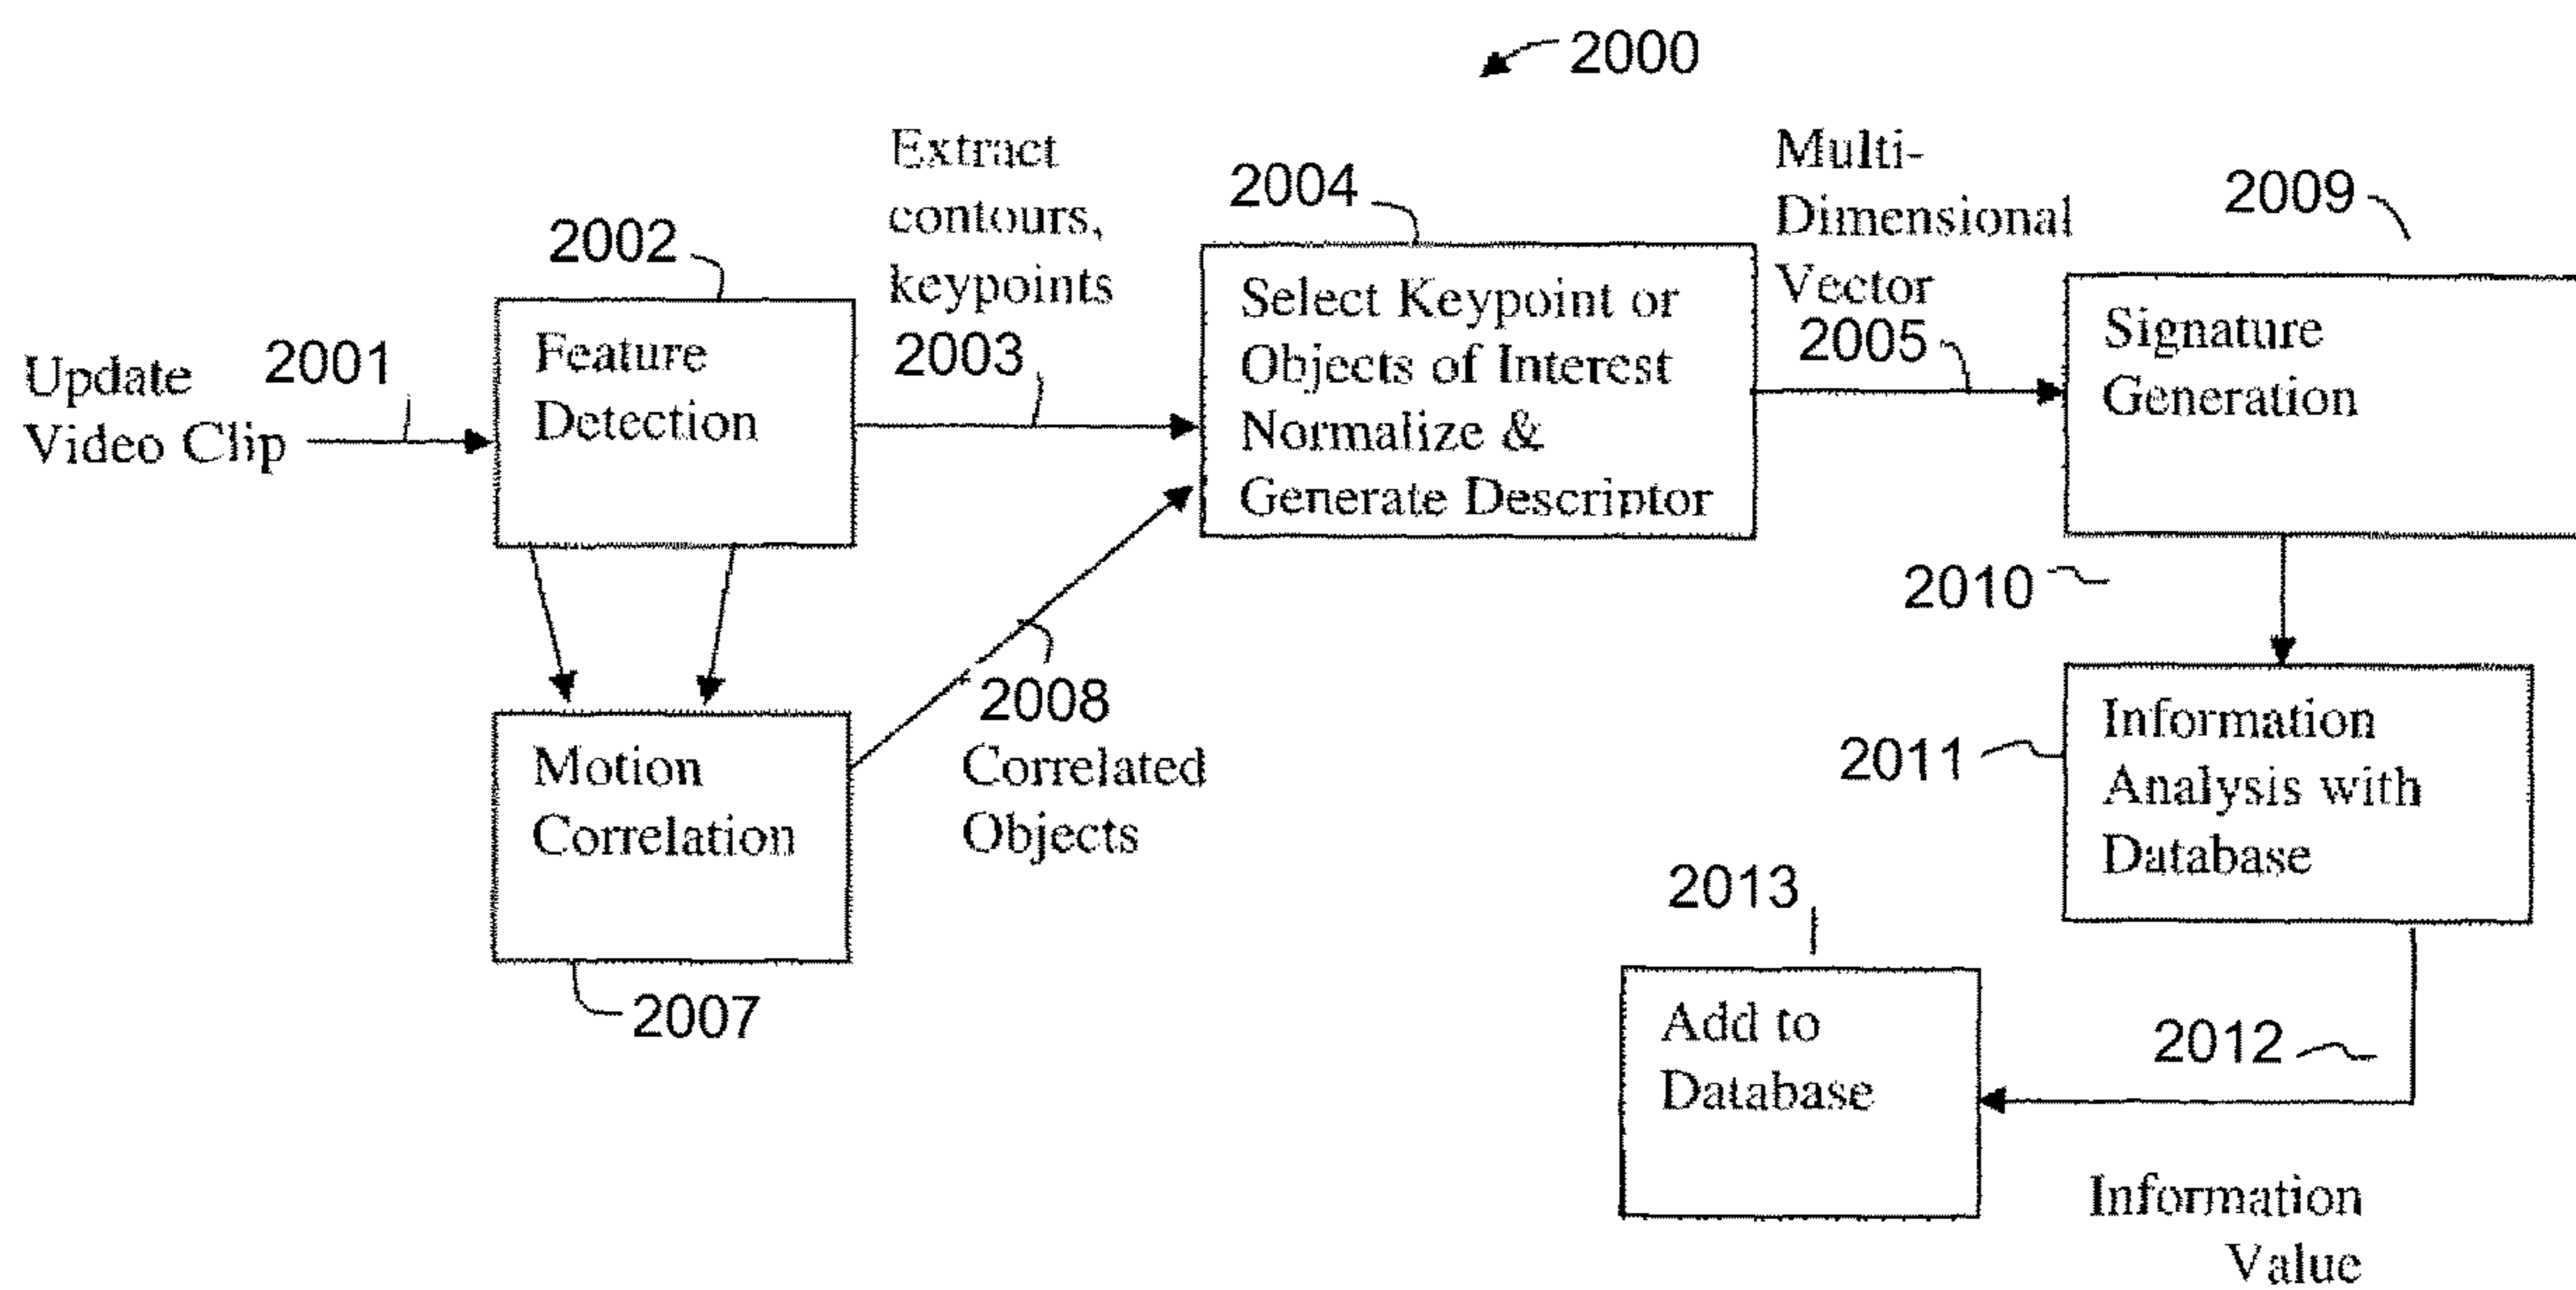 2000
Update
Video Clip
2001
2002
Feature
Detection
Extract
contours,
keypoints
2003
2004
Select Keypoint or
Objects of Interest
Normalize &
Generate Descriptor
Multi-
Dimensional
Vector
2005
2009
Signature
Generation
2010
Motion
Correlation
2007
2008
Correlated
Objects
2011
Information
Analysis with
Database
2012
Information
Value
2013
Add to
Database